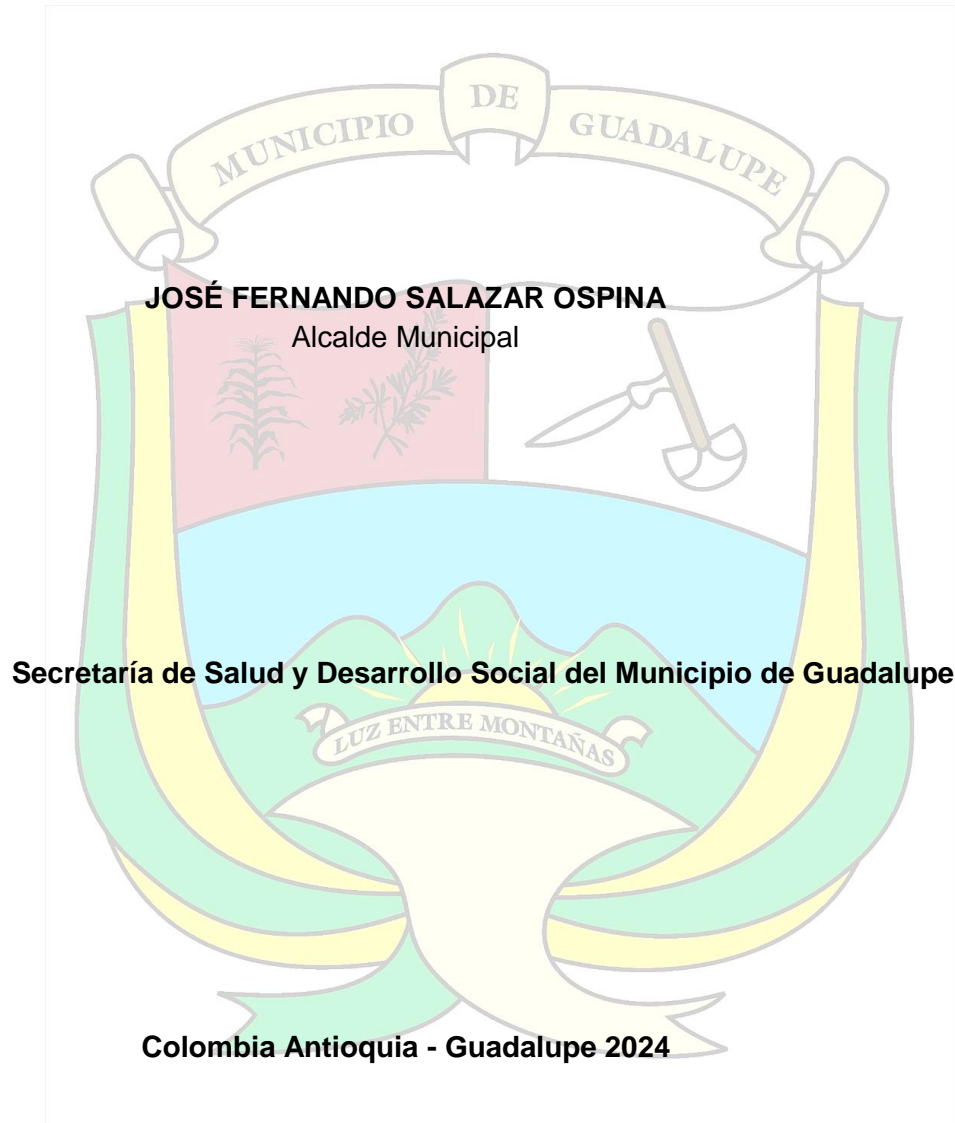 MUNICIPIO DE GUADALUPE
JOSÉ FERNANDO SALAZAR OSPINA
Alcalde Municipal
Secretaría de Salud y Desarrollo Social del Municipio de Guadalupe
LUZ ENTRE MONTAÑAS
Colombia Antioquia - Guadalupe 2024